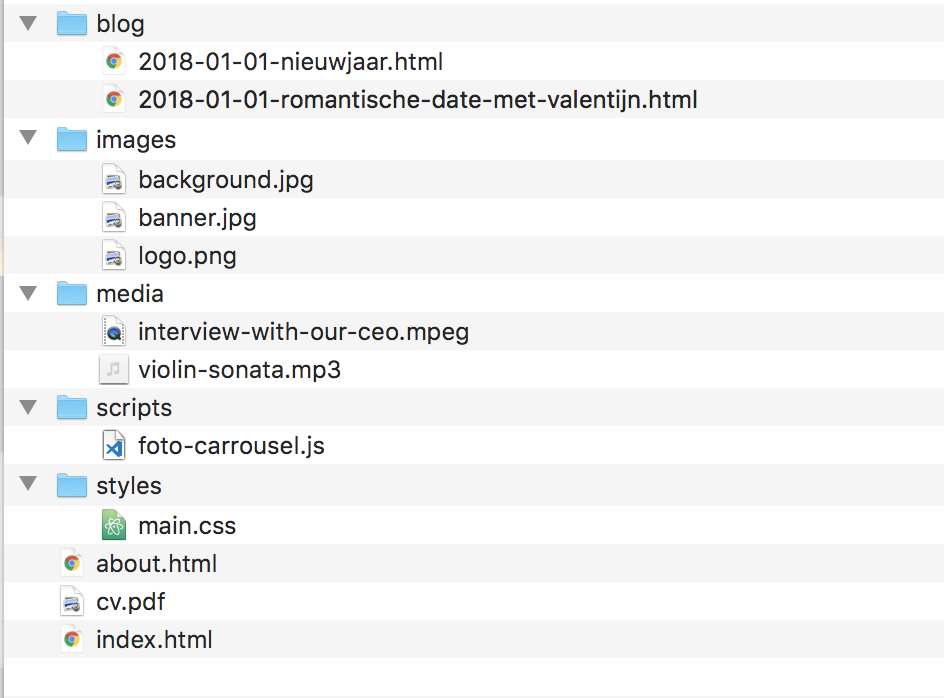 blog
2018-01-01-nieuwjaar.html
2018-01-01-romantische-date-met-valentijn.html
images
background.jpg
banner.jpg
logo.png
media
interview-with-our-ceo.mpeg
violin-sonata.mp3
scripts
foto-carrousel.js
styles
main.css
about.html
cv.pdf
index.html